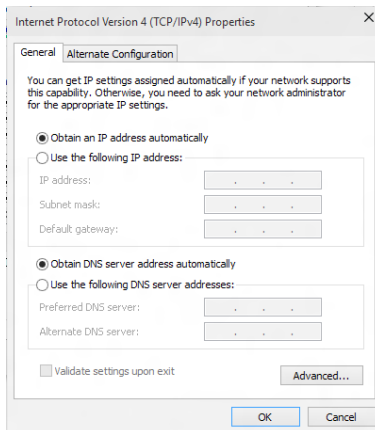 Internet Protocol Version 4 (TCP/IPv4) Properties
General
Alternate Configuration
You can get IP settings assigned automatically if your network supports
this capability. Otherwise, you need to ask your network administrator
for the appropriate IP settings.
Obtain an IP address automatically
Use the following IP address:
IP address:
Subnet mask:
Default gateway:
Obtain DNS server address automatically
Use the following DNS server addresses:
Preferred DNS server:
Alternate DNS server:
Validate settings upon exit
Advanced...
OK
Cancel